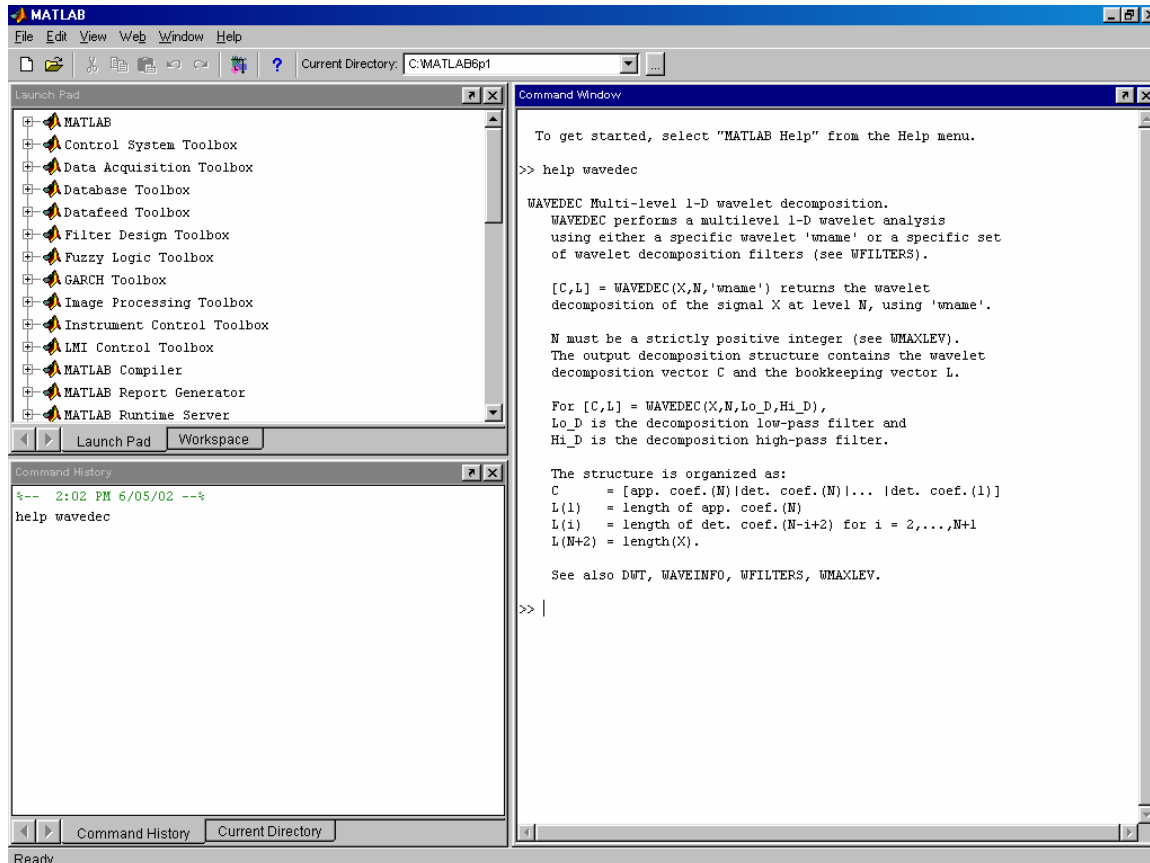 MATLAB
File Edit View Web Window Help
? Current Directory: C:\MATLAB6p1 ...
Launch Pad
MATLAB
Control System Toolbox
Data Acquisition Toolbox
Database Toolbox
Datafeed Toolbox
Filter Design Toolbox
Fuzzy Logic Toolbox
GARCH Toolbox
Image Processing Toolbox
Instrument Control Toolbox
LMI Control Toolbox
MATLAB Compiler
MATLAB Report Generator
MATLAB Runtime Server
Launch Pad Workspace
Command History
%-- 2:02 PM 6/05/02 --%
help wavedec
Command History Current Directory
Command Window
To get started, select "MATLAB Help" from the Help menu.
>> help wavedec
WAVEDEC Multi-level 1-D wavelet decomposition.
WAVEDEC performs a multilevel 1-D wavelet analysis
using either a specific wavelet 'wname' or a specific set
of wavelet decomposition filters (see WFILTERS).
[C,L] = WAVEDEC(X,N,'wname') returns the wavelet
decomposition of the signal X at level N, using 'wname'.
N must be a strictly positive integer (see WMAXLEV).
The output decomposition structure contains the wavelet
decomposition vector C and the bookkeeping vector L.
For [C,L] = WAVEDEC(X,N,Lo_D,Hi_D),
Lo_D is the decomposition low-pass filter and
Hi_D is the decomposition high-pass filter.
The structure is organized as:
C = [app. coef.(N)|det. coef.(N)|... |det. coef.(1)]
L(1) = length of app. coef.(N)
L(i) = length of det. coef.(N-i+2) for i = 2,...,N+1
L(N+2) = length(X).
See also DWT, WAVEINFO, WFILTERS, WMAXLEV.
>>
Ready